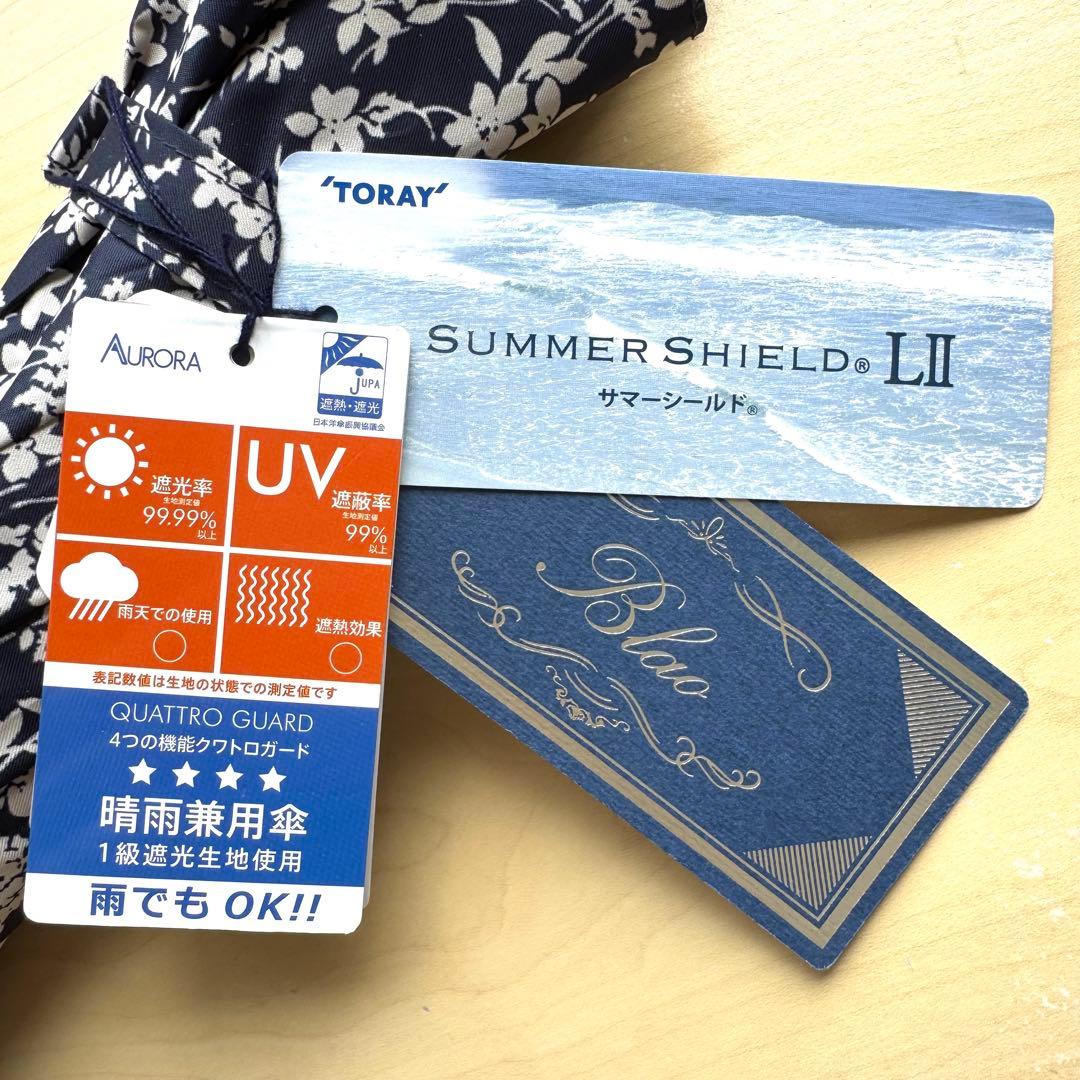 'TORAY'
SUMMER SHIELD® LII
サマーシールド®
AURORA
JUPA
遮熱・遮光
日本洋傘振興協議会
遮光率
生地測定値
99.99%
以上
UV
遮蔽率
生地測定値
99%
以上
雨天での使用
○
遮熱効果
○
表記数値は生地の状態での測定値です
QUATTRO GUARD
4つの機能クワトロガード
★★★★
晴雨兼用傘
1級遮光生地使用
雨でもOK!!
Blao